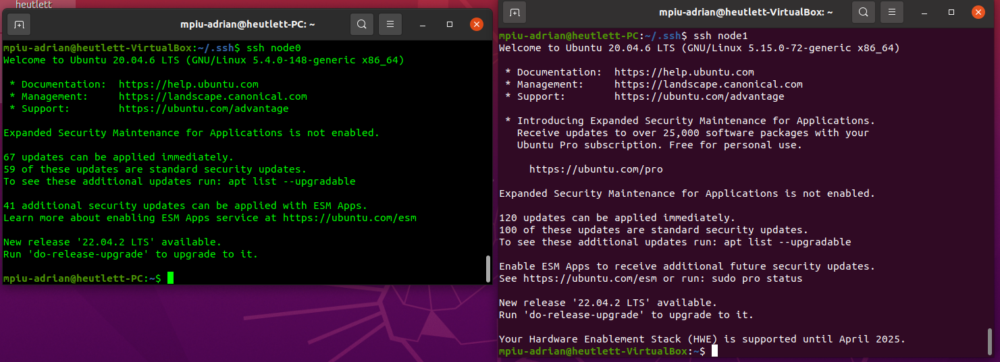 heutlett
mpiu-adrian@heutlett-PC: ~
mpiu-adrian@heutlett-VirtualBox:~/.ssh$ ssh node0
Welcome to Ubuntu 20.04.6 LTS (GNU/Linux 5.4.0-148-generic x86_64)
* Documentation:  https://help.ubuntu.com
* Management:     https://landscape.canonical.com
* Support:        https://ubuntu.com/advantage
Expanded Security Maintenance for Applications is not enabled.
67 updates can be applied immediately.
59 of these updates are standard security updates.
To see these additional updates run: apt list --upgradable
41 additional security updates can be applied with ESM Apps.
Learn more about enabling ESM Apps service at https://ubuntu.com/esm
New release '22.04.2 LTS' available.
Run 'do-release-upgrade' to upgrade to it.
mpiu-adrian@heutlett-PC:~$
mpiu-adrian@heutlett-VirtualBox: ~
mpiu-adrian@heutlett-PC:~/.ssh$ ssh node1
Welcome to Ubuntu 20.04.6 LTS (GNU/Linux 5.15.0-72-generic x86_64)
* Documentation:  https://help.ubuntu.com
* Management:     https://landscape.canonical.com
* Support:        https://ubuntu.com/advantage
* Introducing Expanded Security Maintenance for Applications.
Receive updates to over 25,000 software packages with your
Ubuntu Pro subscription. Free for personal use.
https://ubuntu.com/pro
Expanded Security Maintenance for Applications is not enabled.
120 updates can be applied immediately.
100 of these updates are standard security updates.
To see these additional updates run: apt list --upgradable
Enable ESM Apps to receive additional future security updates.
See https://ubuntu.com/esm or run: sudo pro status
New release '22.04.2 LTS' available.
Run 'do-release-upgrade' to upgrade to it.
Your Hardware Enablement Stack (HWE) is supported until April 2025.
mpiu-adrian@heutlett-VirtualBox:~$